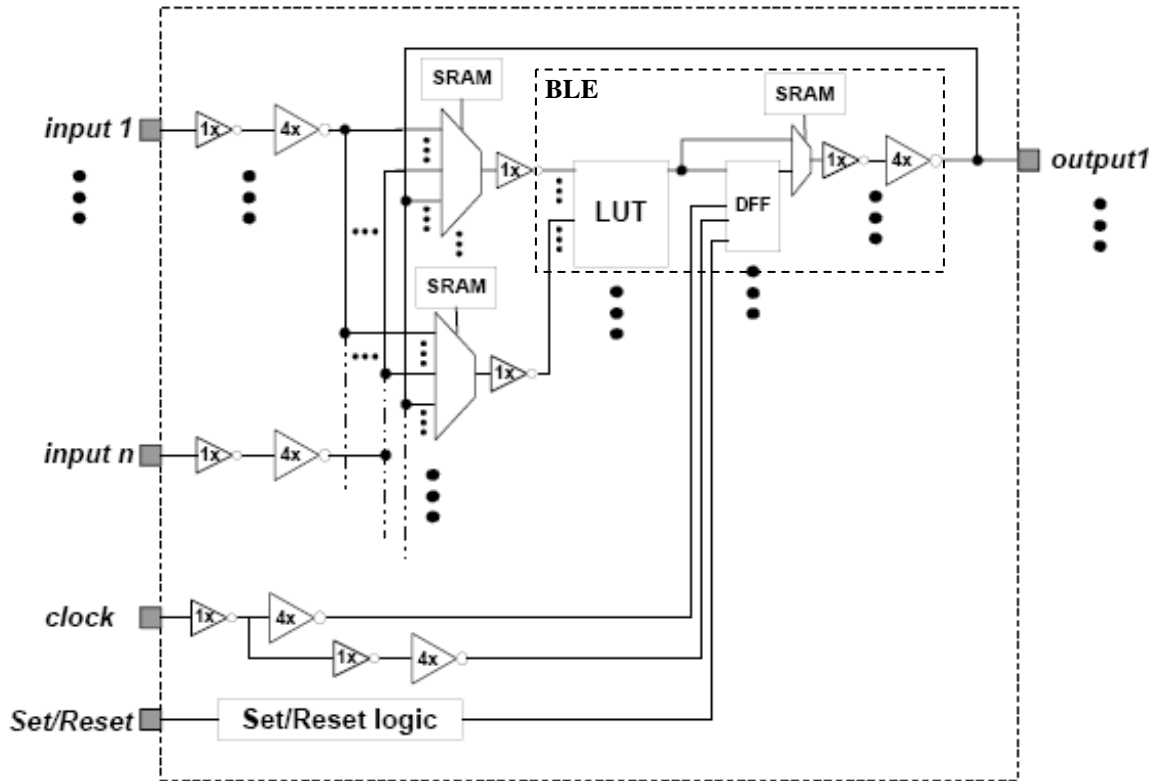 SRAM
BLE
SRAM
input 1
1x
4x
1x
1x
4x
output1
LUT
DFF
SRAM
1x
input n
1x
4x
clock
1x
4x
1x
4x
Set/Reset
Set/Reset logic